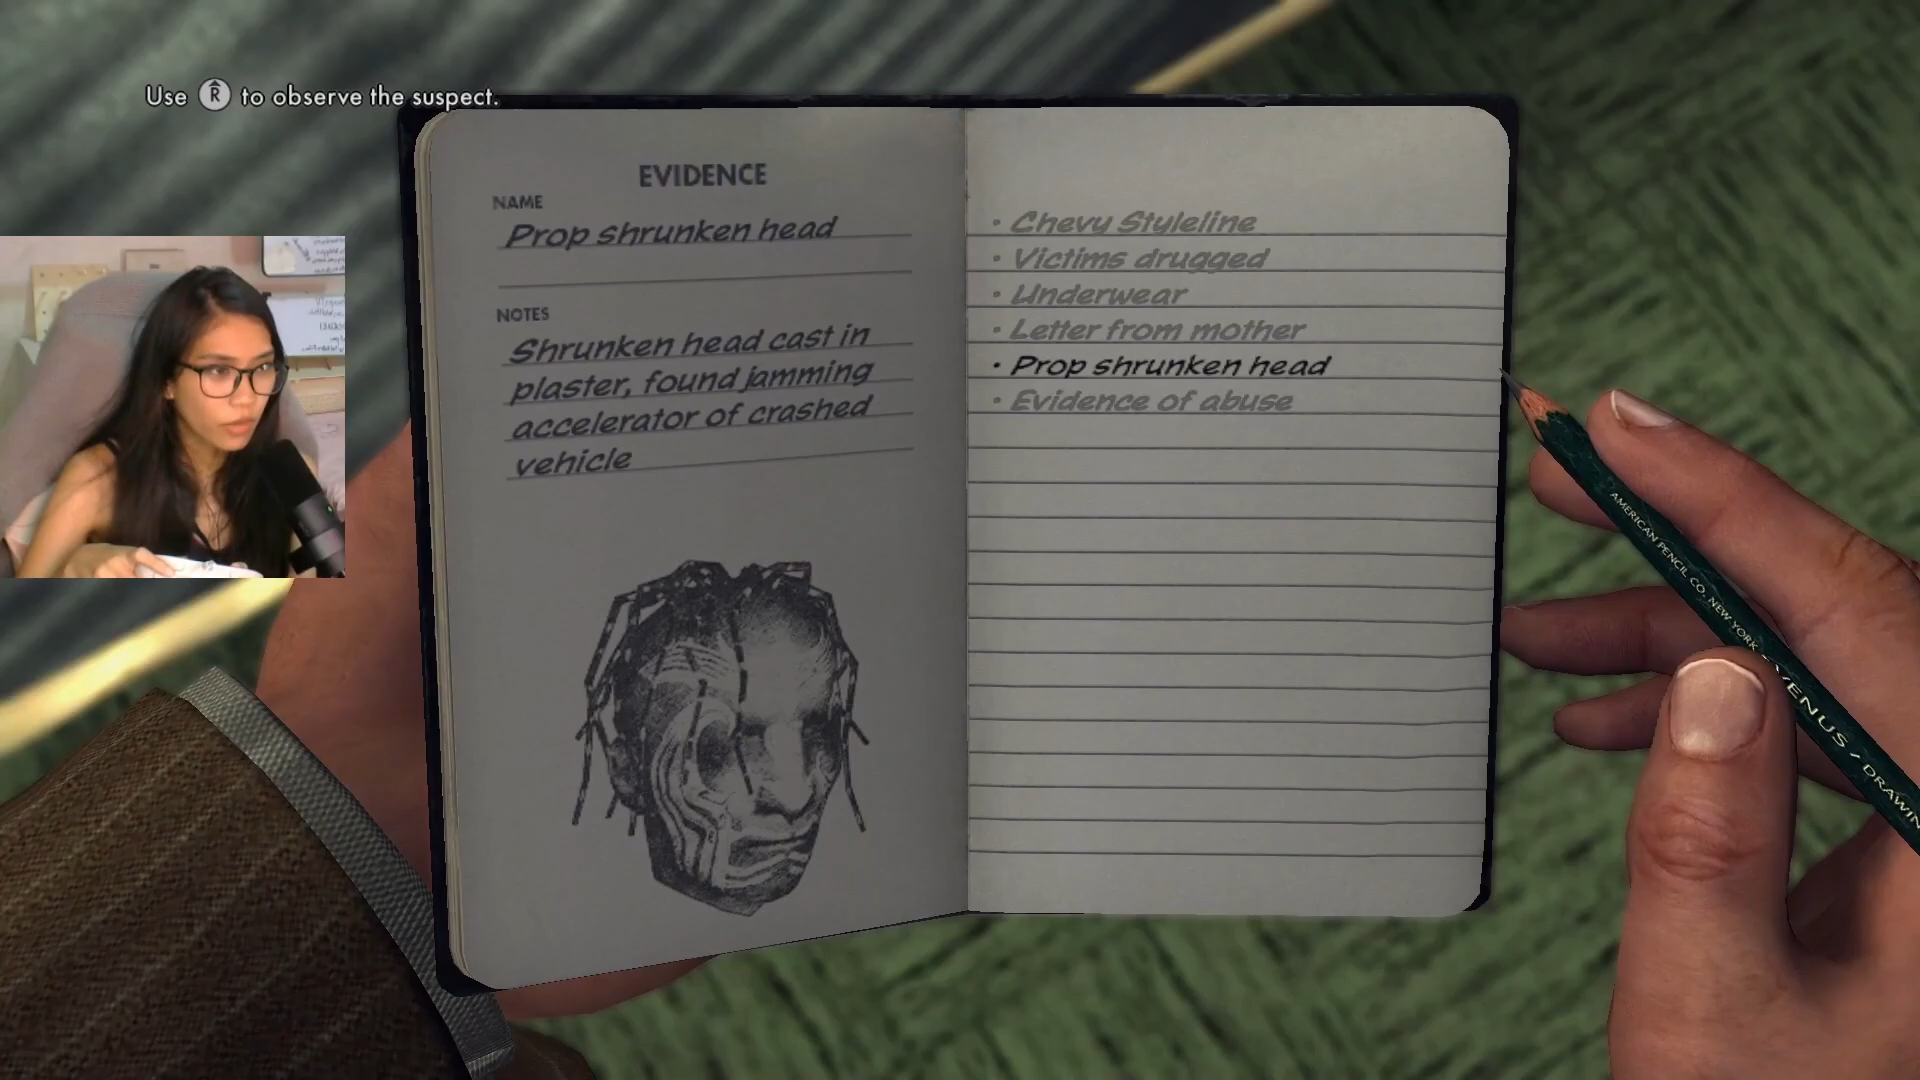 Use R to observe the suspect.
EVIDENCE
NAME
Prop shrunken head
NOTES
Shrunken head cast in
plaster, found jamming
accelerator of crashed
vehicle
• Chevy Styleline
• Victims drugged
• Underwear
• Letter from mother
• Prop shrunken head
• Evidence of abuse
AMERICAN PENCIL CO. NEW YORK VENUS / DRAWIN